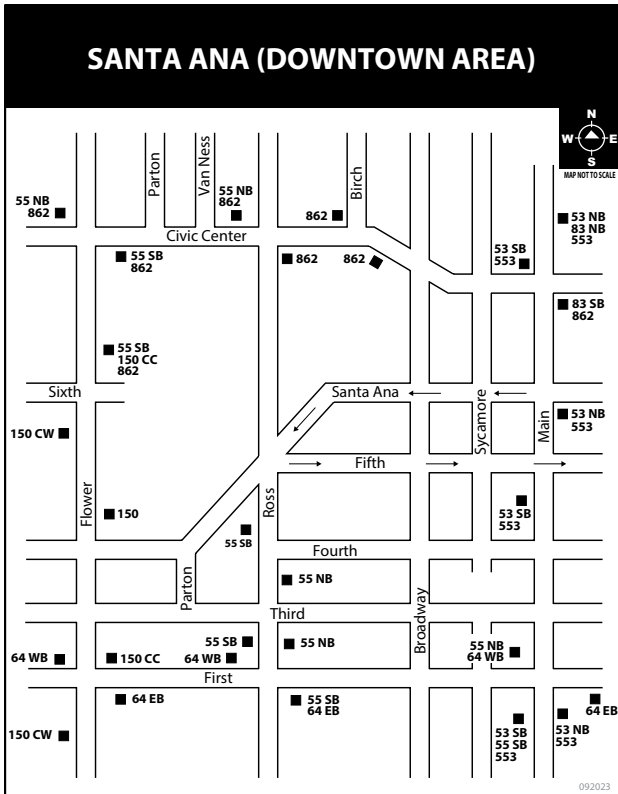 SANTA ANA (DOWNTOWN AREA)
N
W E
S
MAP NOT TO SCALE
Parton
Van Ness
Birch
55 NB
862
55 NB
862
862
53 NB
83 NB
553
Civic Center
55 SB
862
862
862
53 SB
553
83 SB
862
55 SB
150 CC
862
Sixth
Santa Ana
Sycamore
Main
53 NB
553
150 CW
Fifth
Flower
150
Ross
53 SB
553
55 SB
Fourth
Parton
55 NB
Broadway
Third
55 SB
55 NB
55 NB
64 WB
64 WB
150 CC
64 WB
First
64 EB
55 SB
64 EB
64 EB
150 CW
53 SB
55 SB
553
53 NB
553
092023